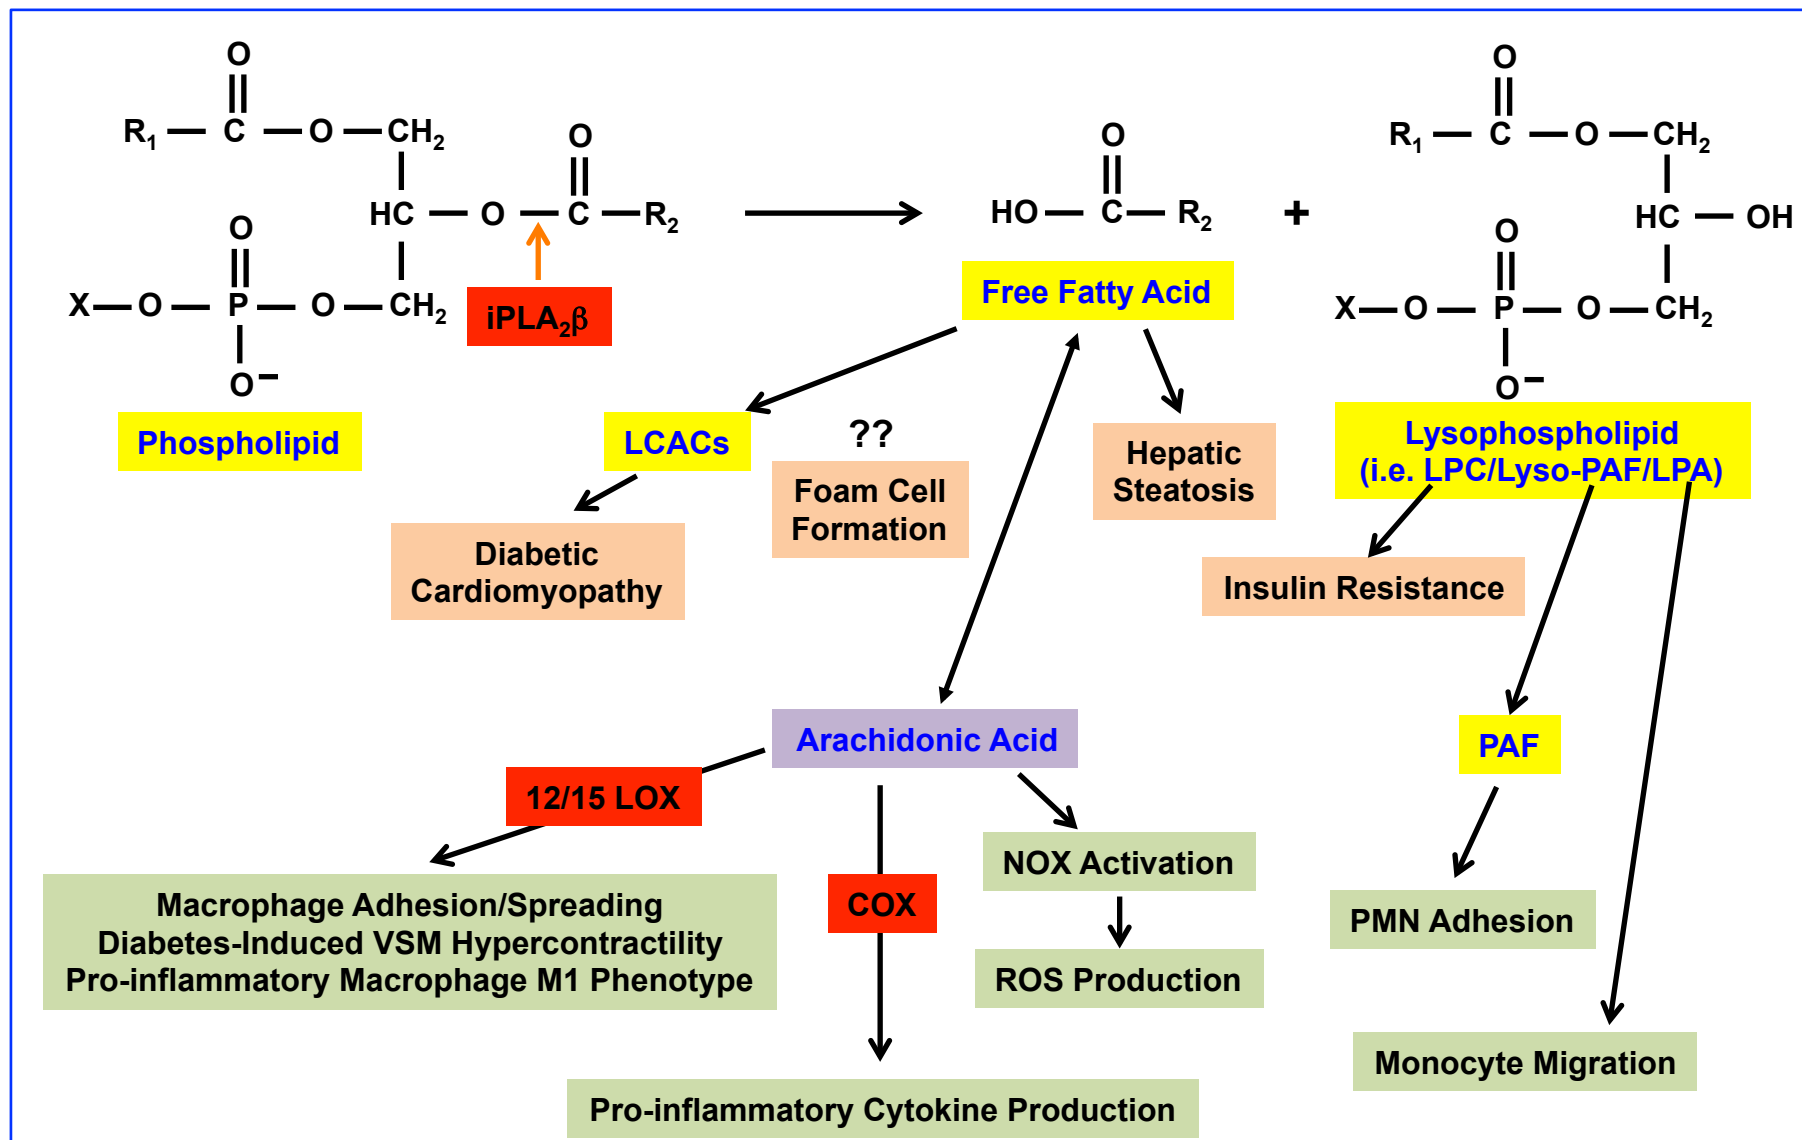 O
R₁ — C — O — CH₂
O
HC — O — C — R₂
O
X — O — P — O — CH₂
O⁻
iPLA₂β
Phospholipid
O
HO — C — R₂
+
Free Fatty Acid
O
R₁ — C — O — CH₂
HC — OH
O
X — O — P — O — CH₂
O⁻
Lysophospholipid
(i.e. LPC/Lyso-PAF/LPA)
LCACs
??
Foam Cell
Formation
Hepatic
Steatosis
Diabetic
Cardiomyopathy
Insulin Resistance
Arachidonic Acid
PAF
12/15 LOX
COX
NOX Activation
ROS Production
PMN Adhesion
Macrophage Adhesion/Spreading
Diabetes-Induced VSM Hypercontractility
Pro-inflammatory Macrophage M1 Phenotype
Monocyte Migration
Pro-inflammatory Cytokine Production